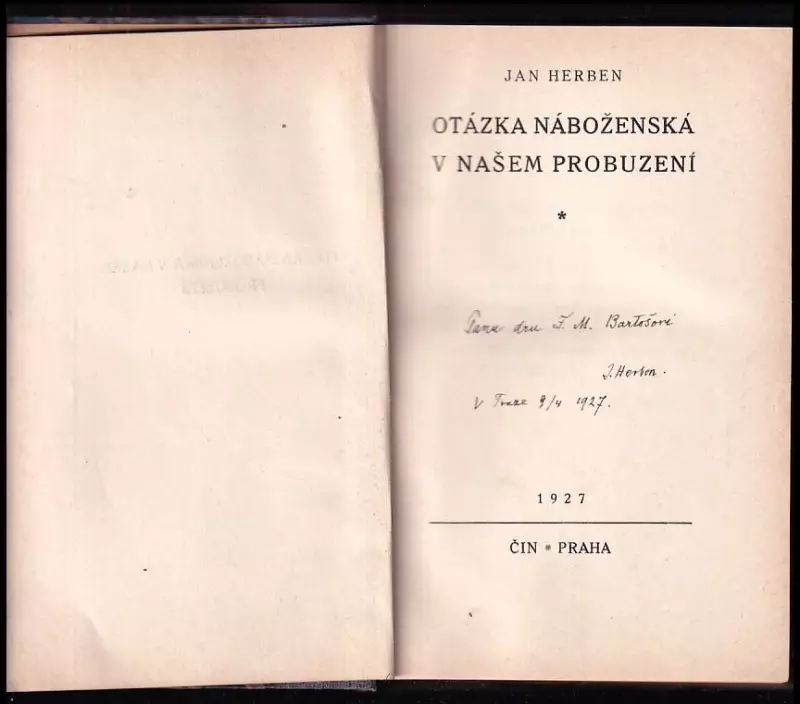 JAN HERBEN
OTÁZKA NÁBOŽENSKÁ
V NAŠEM PROBUZENÍ
*
Panu dru F. M. Bartošovi
J. Herben.
V Praze 9/4 1927.
1927
ČIN * PRAHA